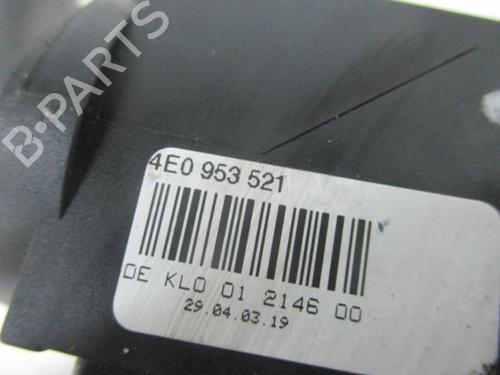 B-PARTS
4E0 953 521
DE KLO 01 2146 00
29.04.03.19